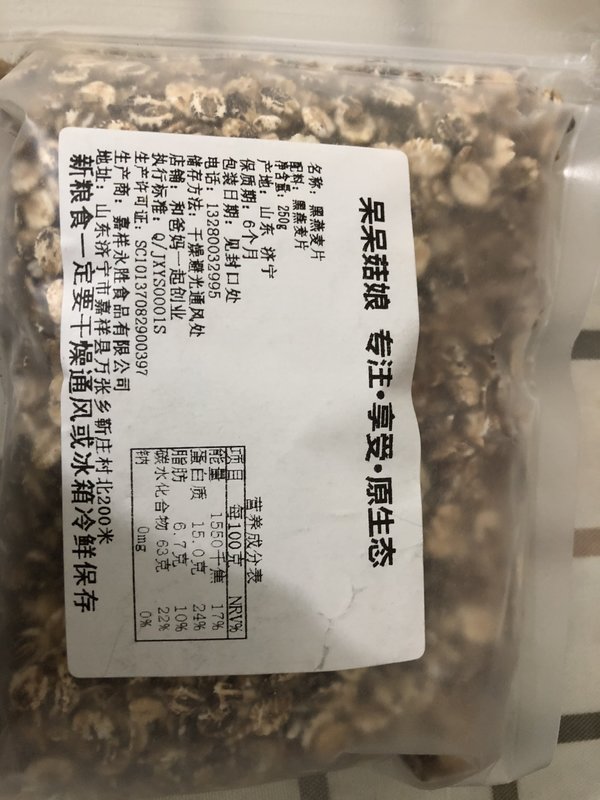 呆呆菇娘 专注·享受·原生态
名称：黑燕麦片
配料：黑燕麦片
净含量：250g
产地：山东 济宁
保质期：6个月
包装日期：见封口处
电话：13280032995
储存方法：干燥避光通风处
店铺：和爸妈一起创业
执行标准：Q/JXYS0001S
生产许可证：SC10137082900397
生产商：嘉祥永胜食品有限公司
地址：山东济宁市嘉祥县万张乡靳庄村北200米
新粮食一定要干燥通风或冰箱冷鲜保存
营养成分表
项目 每100克 NRV%
能量 1550千焦 17%
蛋白质 15.0克 24%
脂肪 6.7克 10%
碳水化合物 63克 22%
钠 0mg 0%